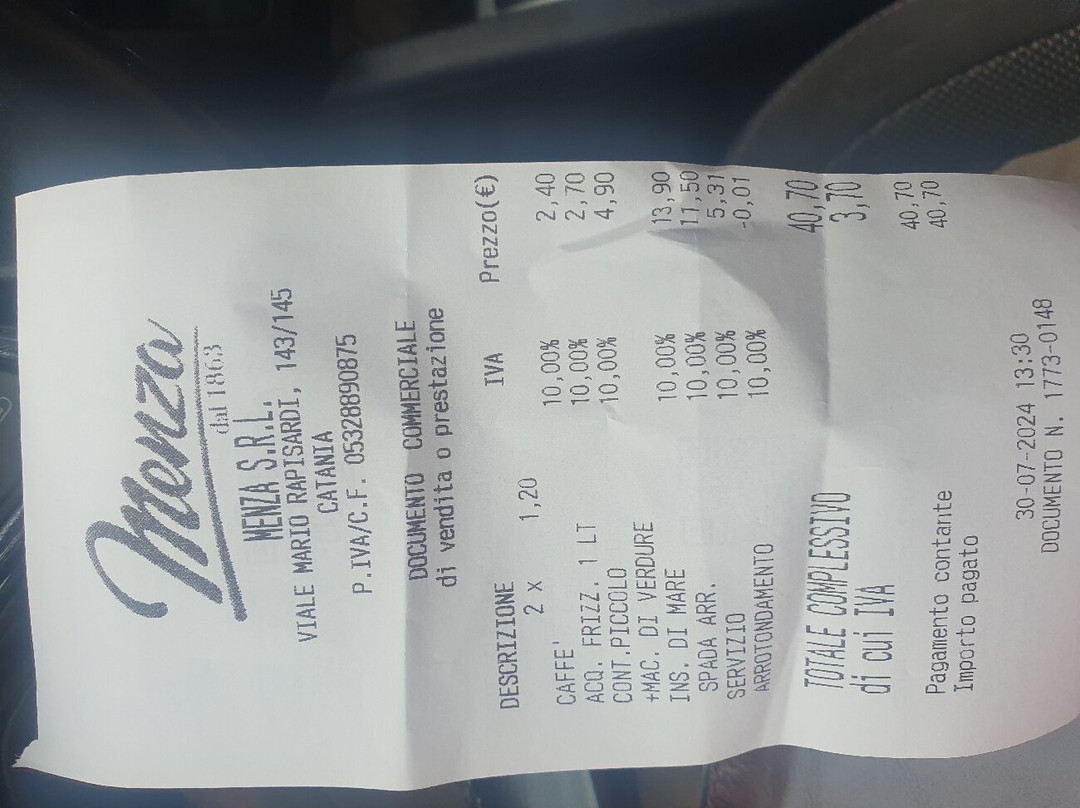 Menza
dal 1863
MENZA S.R.L.
VIALE MARIO RAPISARDI, 143/145
CATANIA
P.IVA/C.F. 05328890875
DOCUMENTO COMMERCIALE
di vendita o prestazione
DESCRIZIONE IVA Prezzo(€)
2 x 1,20
CAFFE' 10,00% 2,40
ACQ. FRIZZ. 1 LT 10,00% 2,70
CONT.PICCOLO 10,00% 4,90
+MAC. DI VERDURE
INS. DI MARE 10,00% 13,90
SPADA ARR. 10,00% 11,50
SERVIZIO 10,00% 5,31
ARROTONDAMENTO 10,00% -0,01
TOTALE COMPLESSIVO 40,70
di cui IVA 3,70
Pagamento contante 40,70
Importo pagato 40,70
30-07-2024 13:30
DOCUMENTO N. 1773-0148